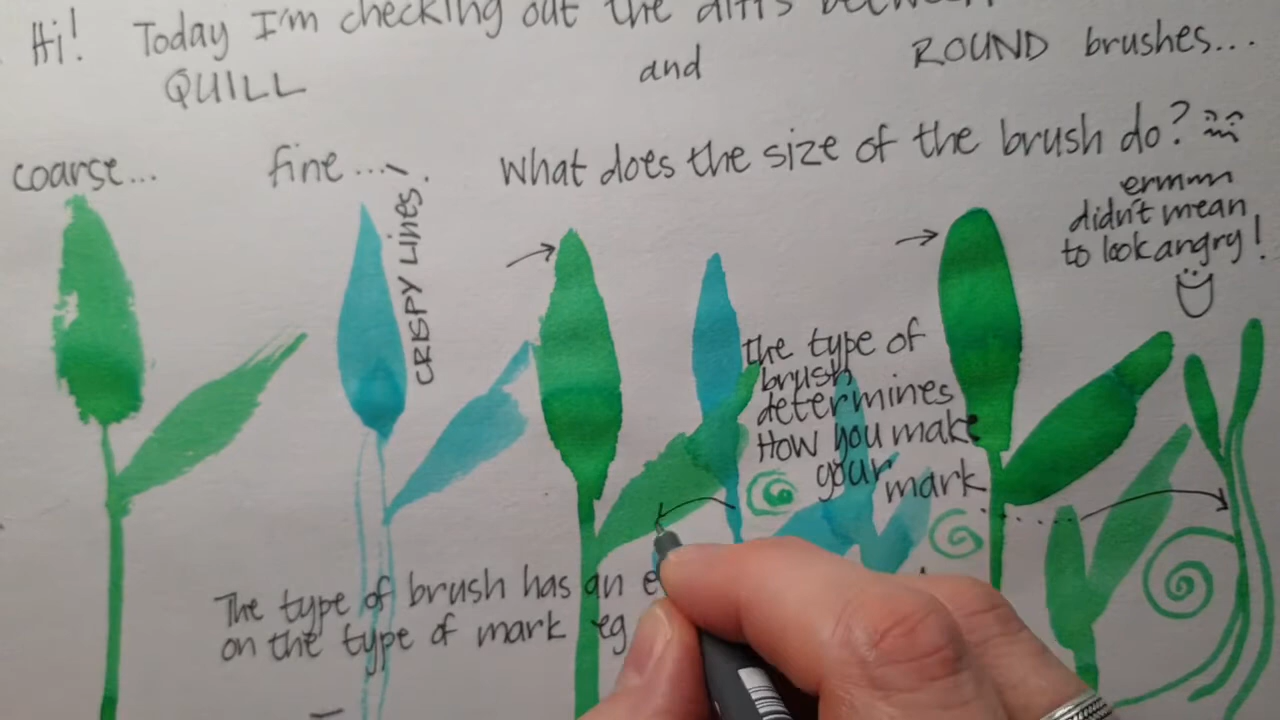 Hi! Today I'm checking out the diffs between
QUILL and ROUND brushes...
coarse...
fine...
CRISPY Lines!
What does the size of the brush do?
ermmm
didn't mean
to look angry!
the type of
brush
determines
How you make
your mark
The type of brush has an e
on the type of mark eg